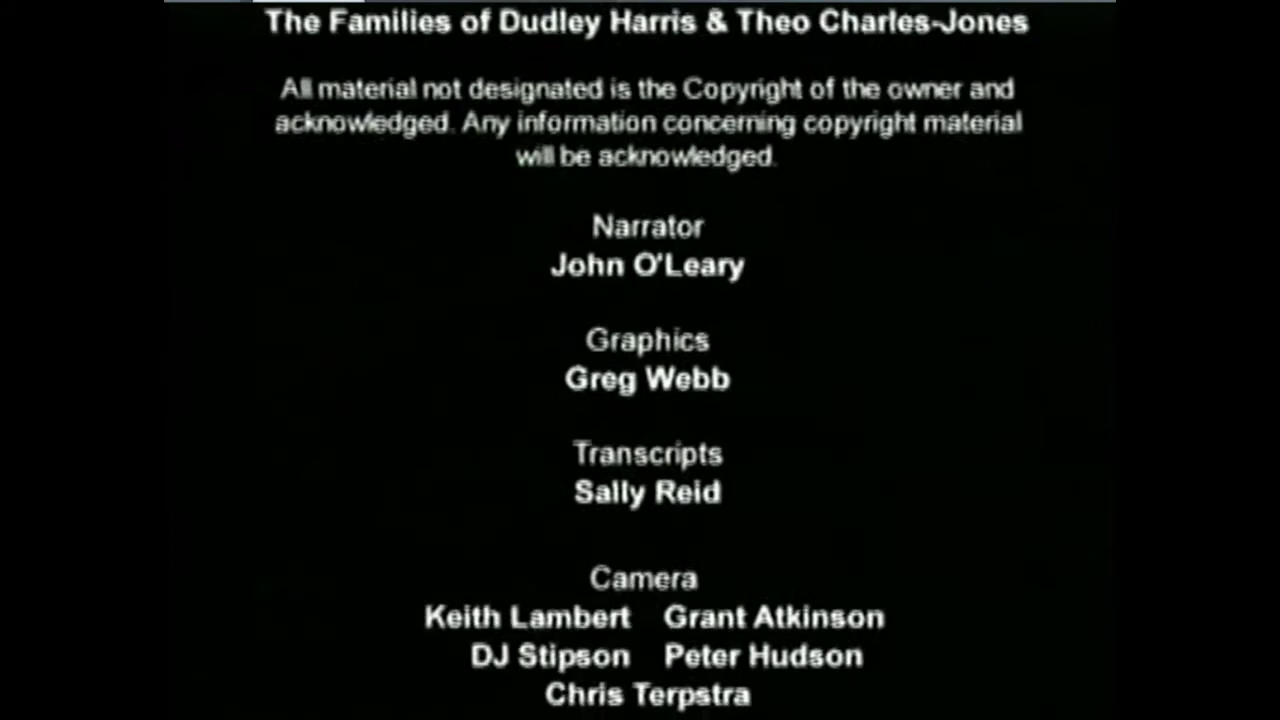 The Families of Dudley Harris & Theo Charles-Jones
All material not designated is the Copyright of the owner and
acknowledged. Any information concerning copyright material
will be acknowledged.
Narrator
John O'Leary
Graphics
Greg Webb
Transcripts
Sally Reid
Camera
Keith Lambert Grant Atkinson
DJ Stipson Peter Hudson
Chris Terpstra